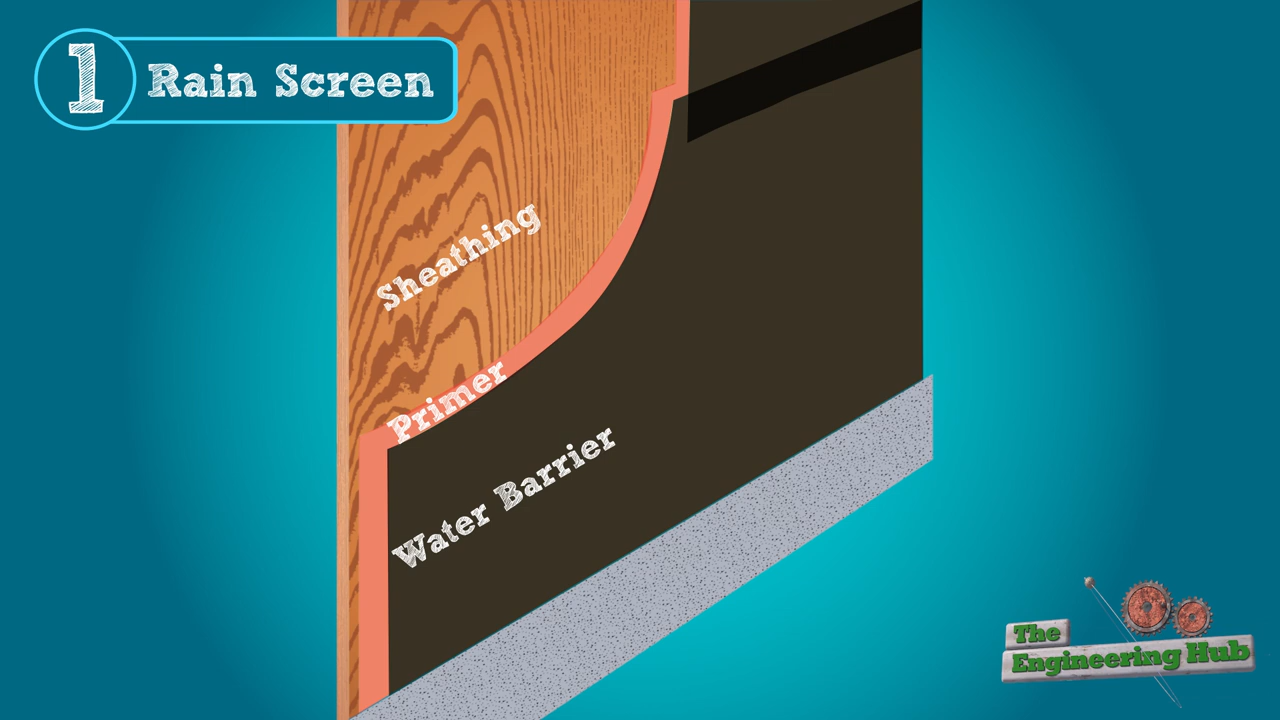 1 Rain Screen
Sheathing
Primer
Water Barrier
The
Engineering Hub